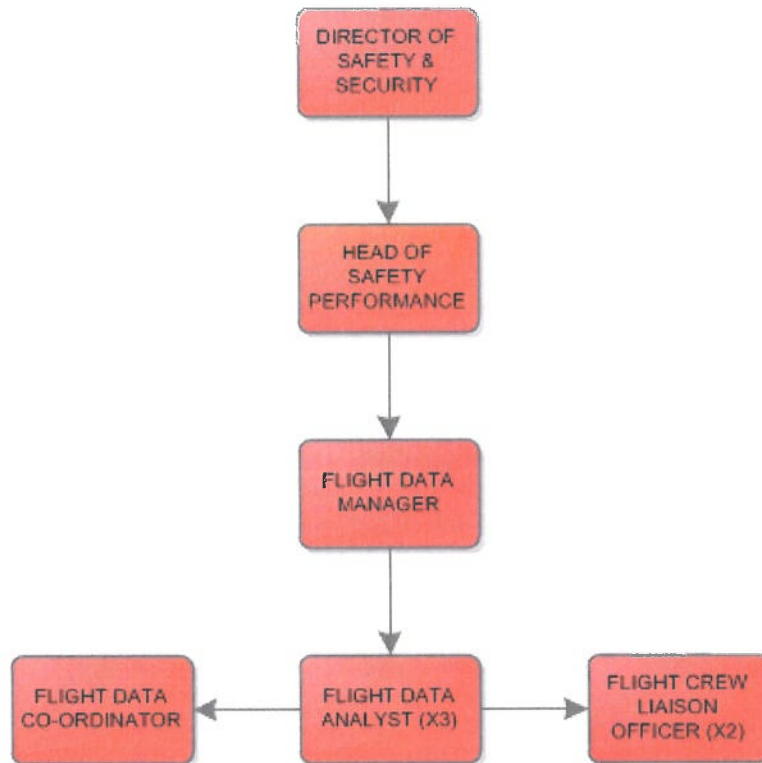 DIRECTOR OF
SAFETY &
SECURITY
HEAD OF
SAFETY
PERFORMANCE
FLIGHT DATA
MANAGER
FLIGHT DATA
CO-ORDINATOR
FLIGHT DATA
ANALYST (X3)
FLIGHT CREW
LIAISON
OFFICER (X2)